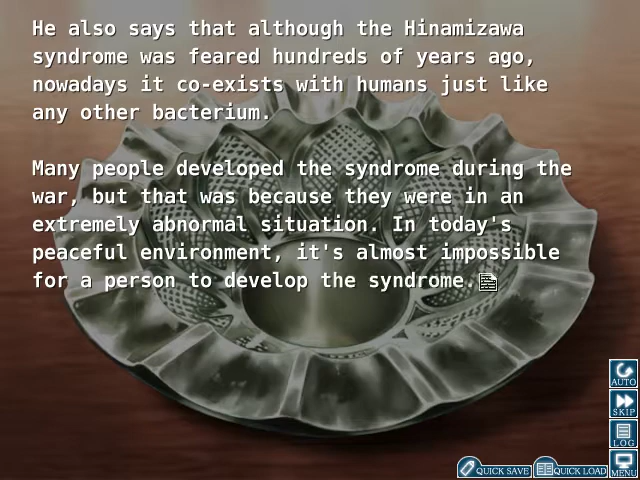 He also says that although the Hinamizawa
syndrome was feared hundreds of years ago,
nowadays it co-exists with humans just like
any other bacterium.
Many people developed the syndrome during the
war, but that was because they were in an
extremely abnormal situation. In today's
peaceful environment, it's almost impossible
for a person to develop the syndrome.
AUTO
SKIP
LOG
MENU
QUICK SAVE
QUICK LOAD